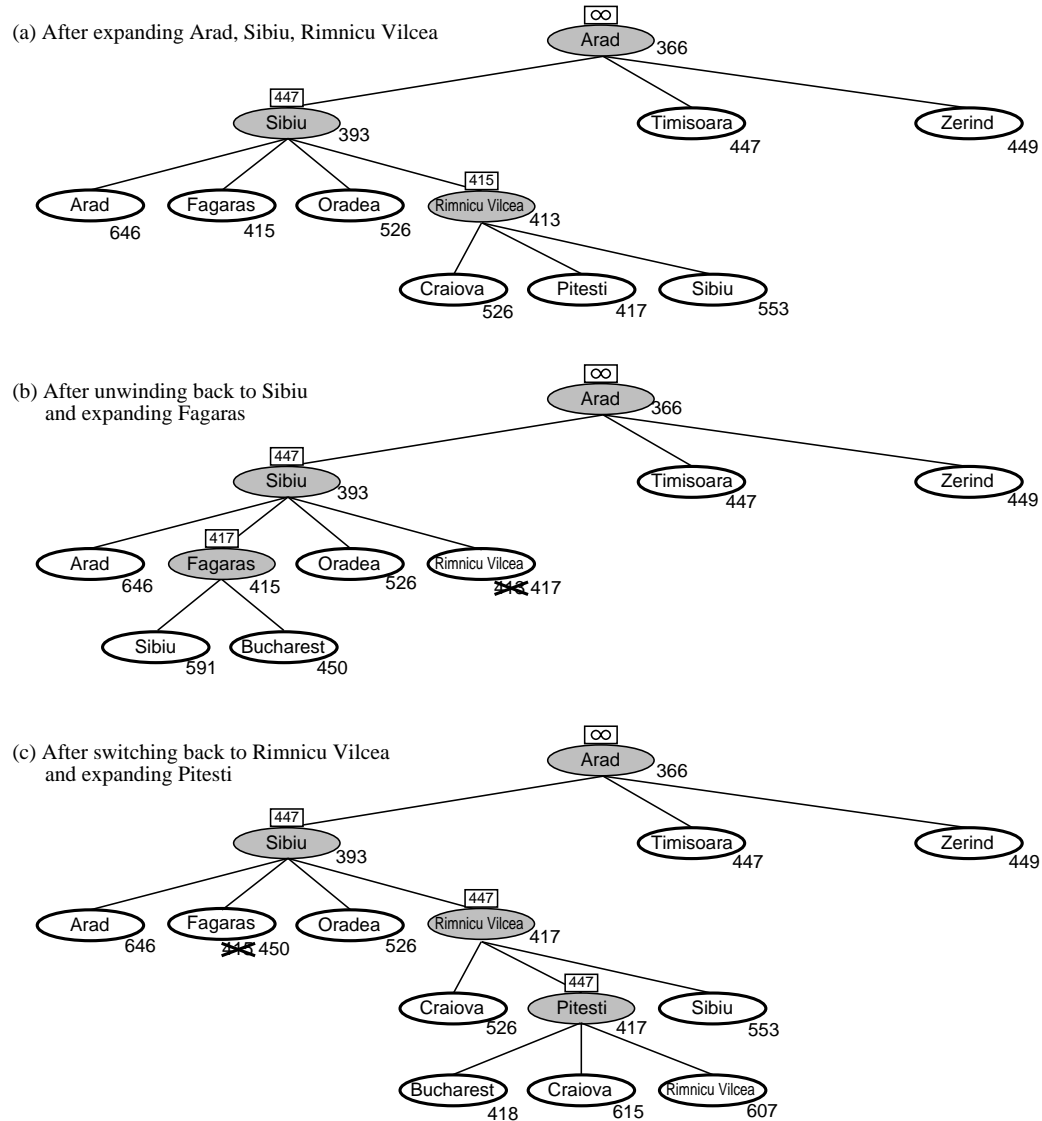 (a) After expanding Arad, Sibiu, Rimnicu Vilcea
∞
Arad
366
447
Sibiu
393
Timisoara
447
Zerind
449
Arad
646
Fagaras
415
Oradea
526
415
Rimnicu Vilcea
413
Craiova
526
Pitesti
417
Sibiu
553
(b) After unwinding back to Sibiu
and expanding Fagaras
∞
Arad
366
447
Sibiu
393
Timisoara
447
Zerind
449
Arad
646
417
Fagaras
415
Oradea
526
Rimnicu Vilcea
413 417
Sibiu
591
Bucharest
450
(c) After switching back to Rimnicu Vilcea
and expanding Pitesti
∞
Arad
366
447
Sibiu
393
Timisoara
447
Zerind
449
Arad
646
Fagaras
415 450
Oradea
526
447
Rimnicu Vilcea
417
Craiova
526
447
Pitesti
417
Sibiu
553
Bucharest
418
Craiova
615
Rimnicu Vilcea
607